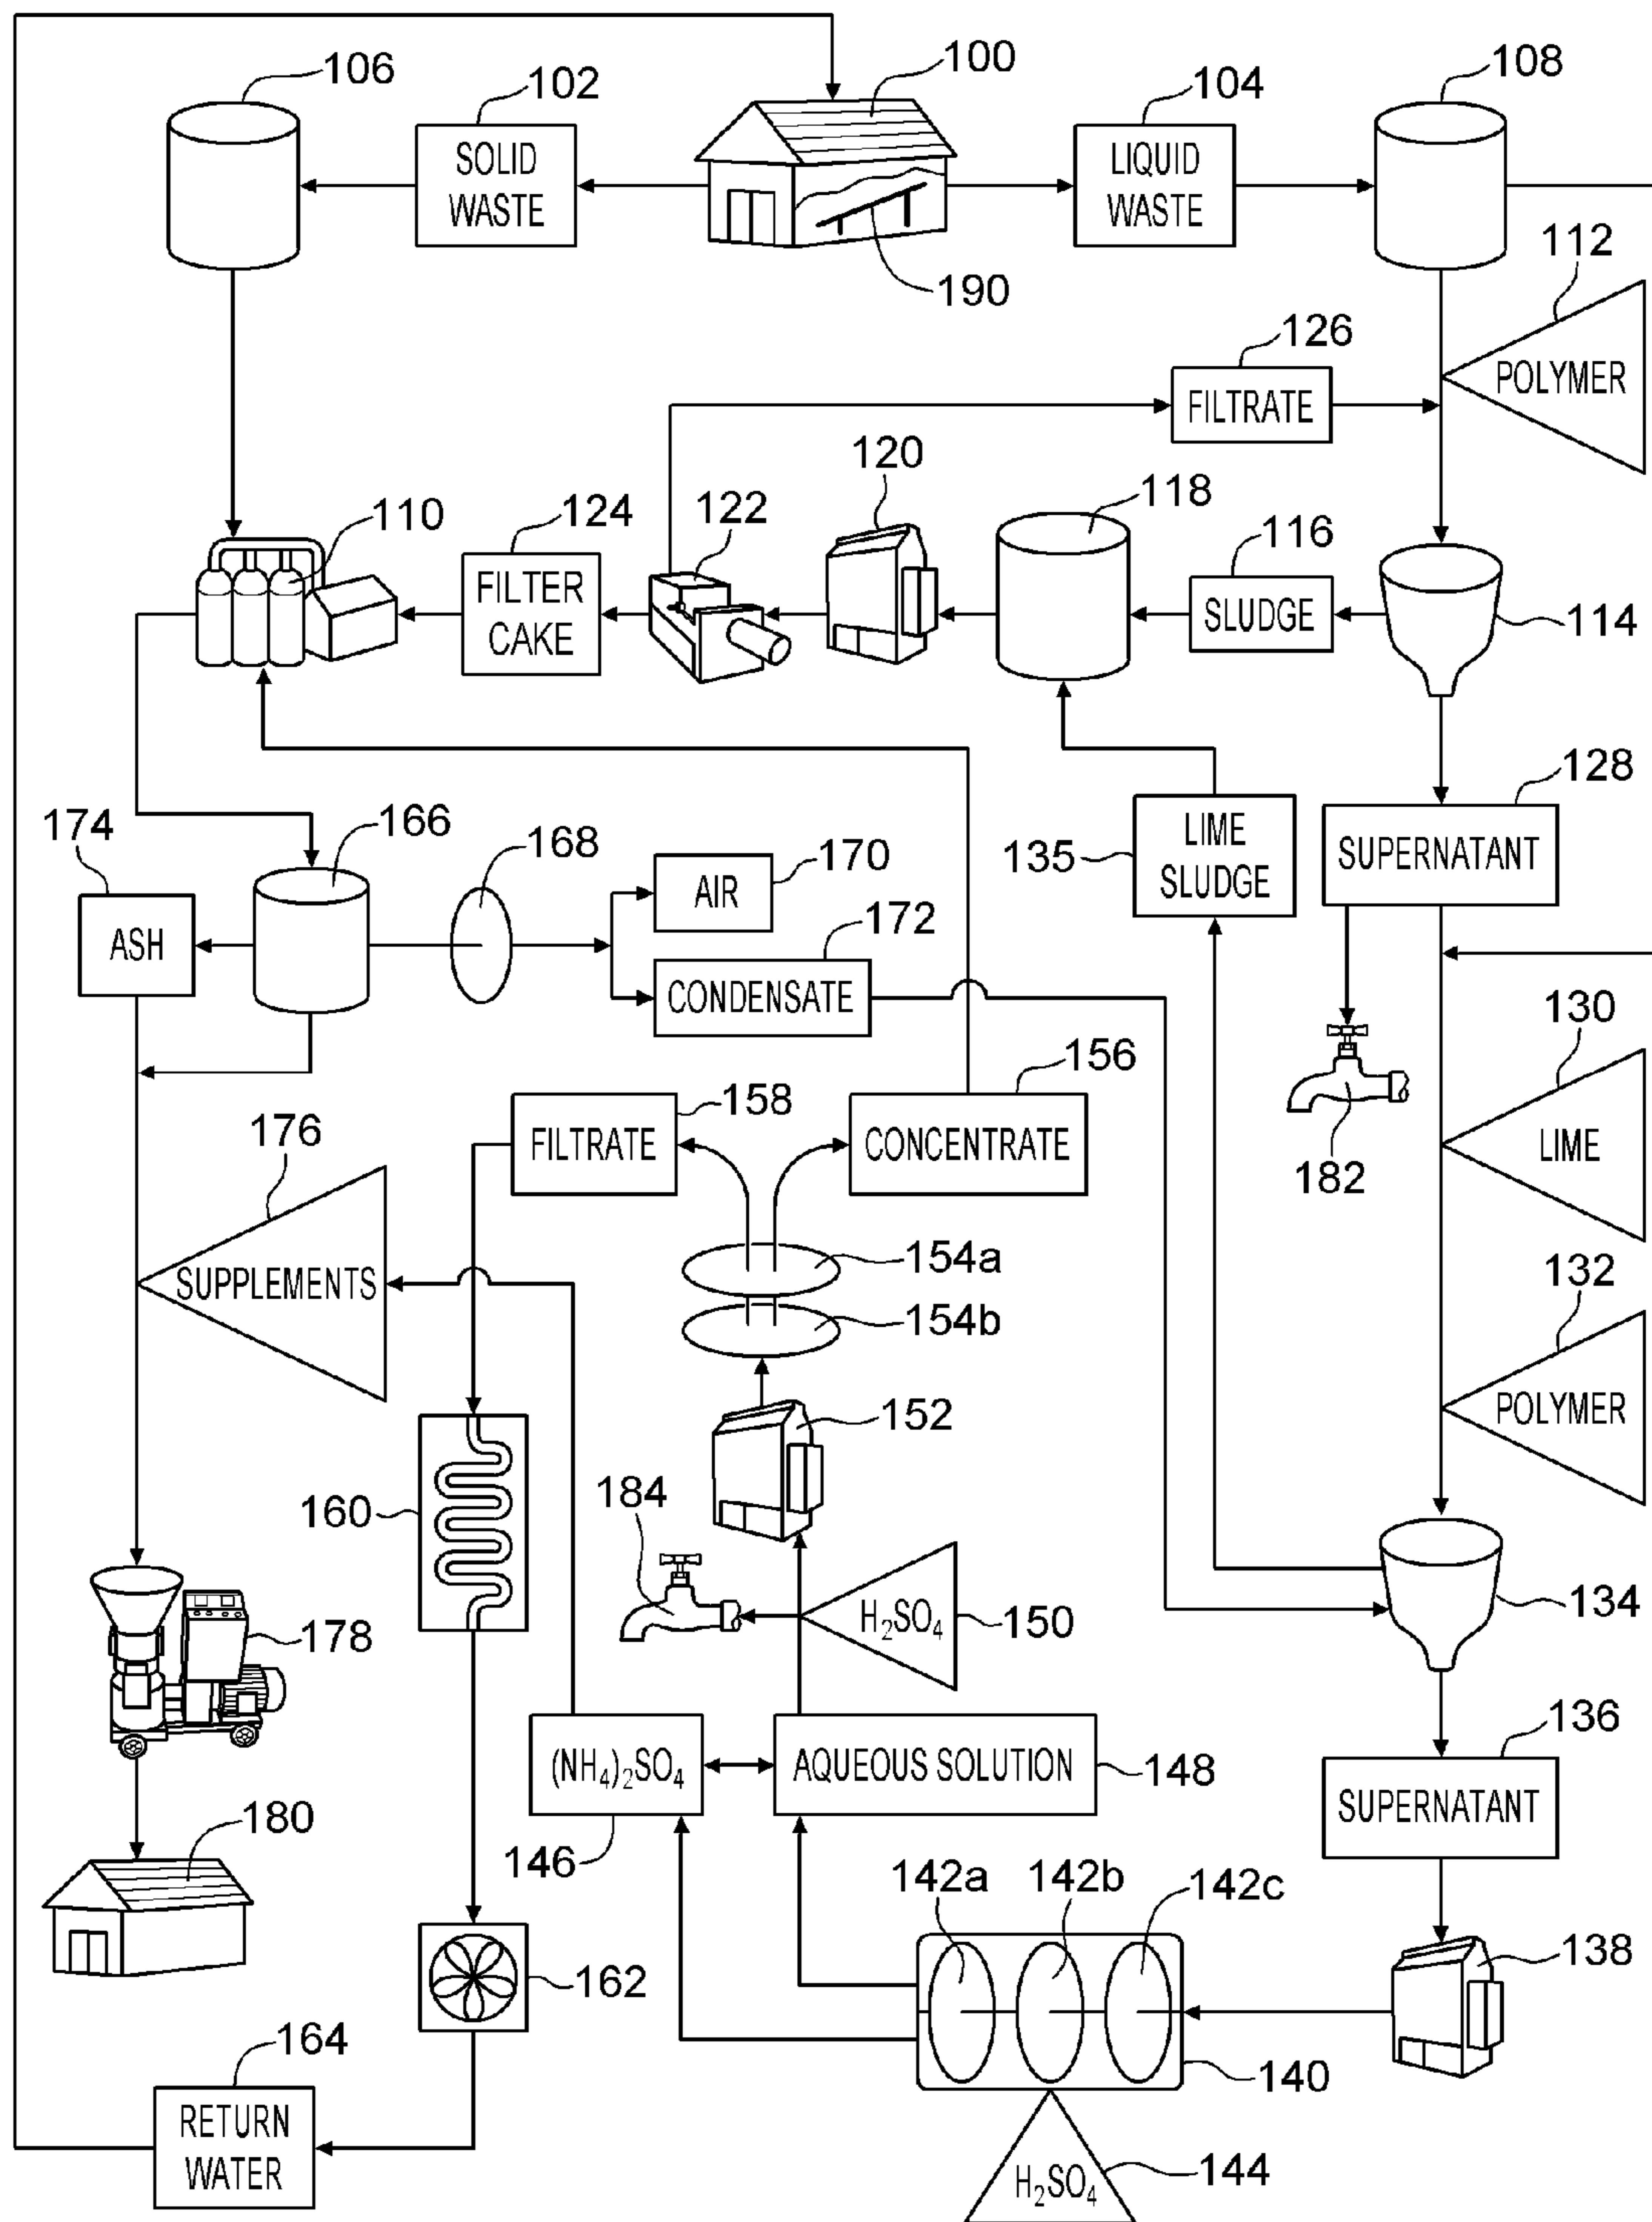 100
106
102
104
108
SOLID
WASTE
LIQUID
WASTE
190
112
POLYMER
126
FILTRATE
120
118
110
124
122
116
FILTER
CAKE
SLUDGE
114
128
SUPERNATANT
174
166
168
170
AIR
135
LIME
SLUDGE
ASH
172
CONDENSATE
130
LIME
182
156
158
FILTRATE
CONCENTRATE
176
SUPPLEMENTS
154a
154b
132
POLYMER
152
160
184
H₂SO₄
150
134
178
(NH₄)₂SO₄
AQUEOUS SOLUTION
148
136
SUPERNATANT
180
146
142a
142b
142c
138
162
140
164
RETURN
WATER
H₂SO₄
144